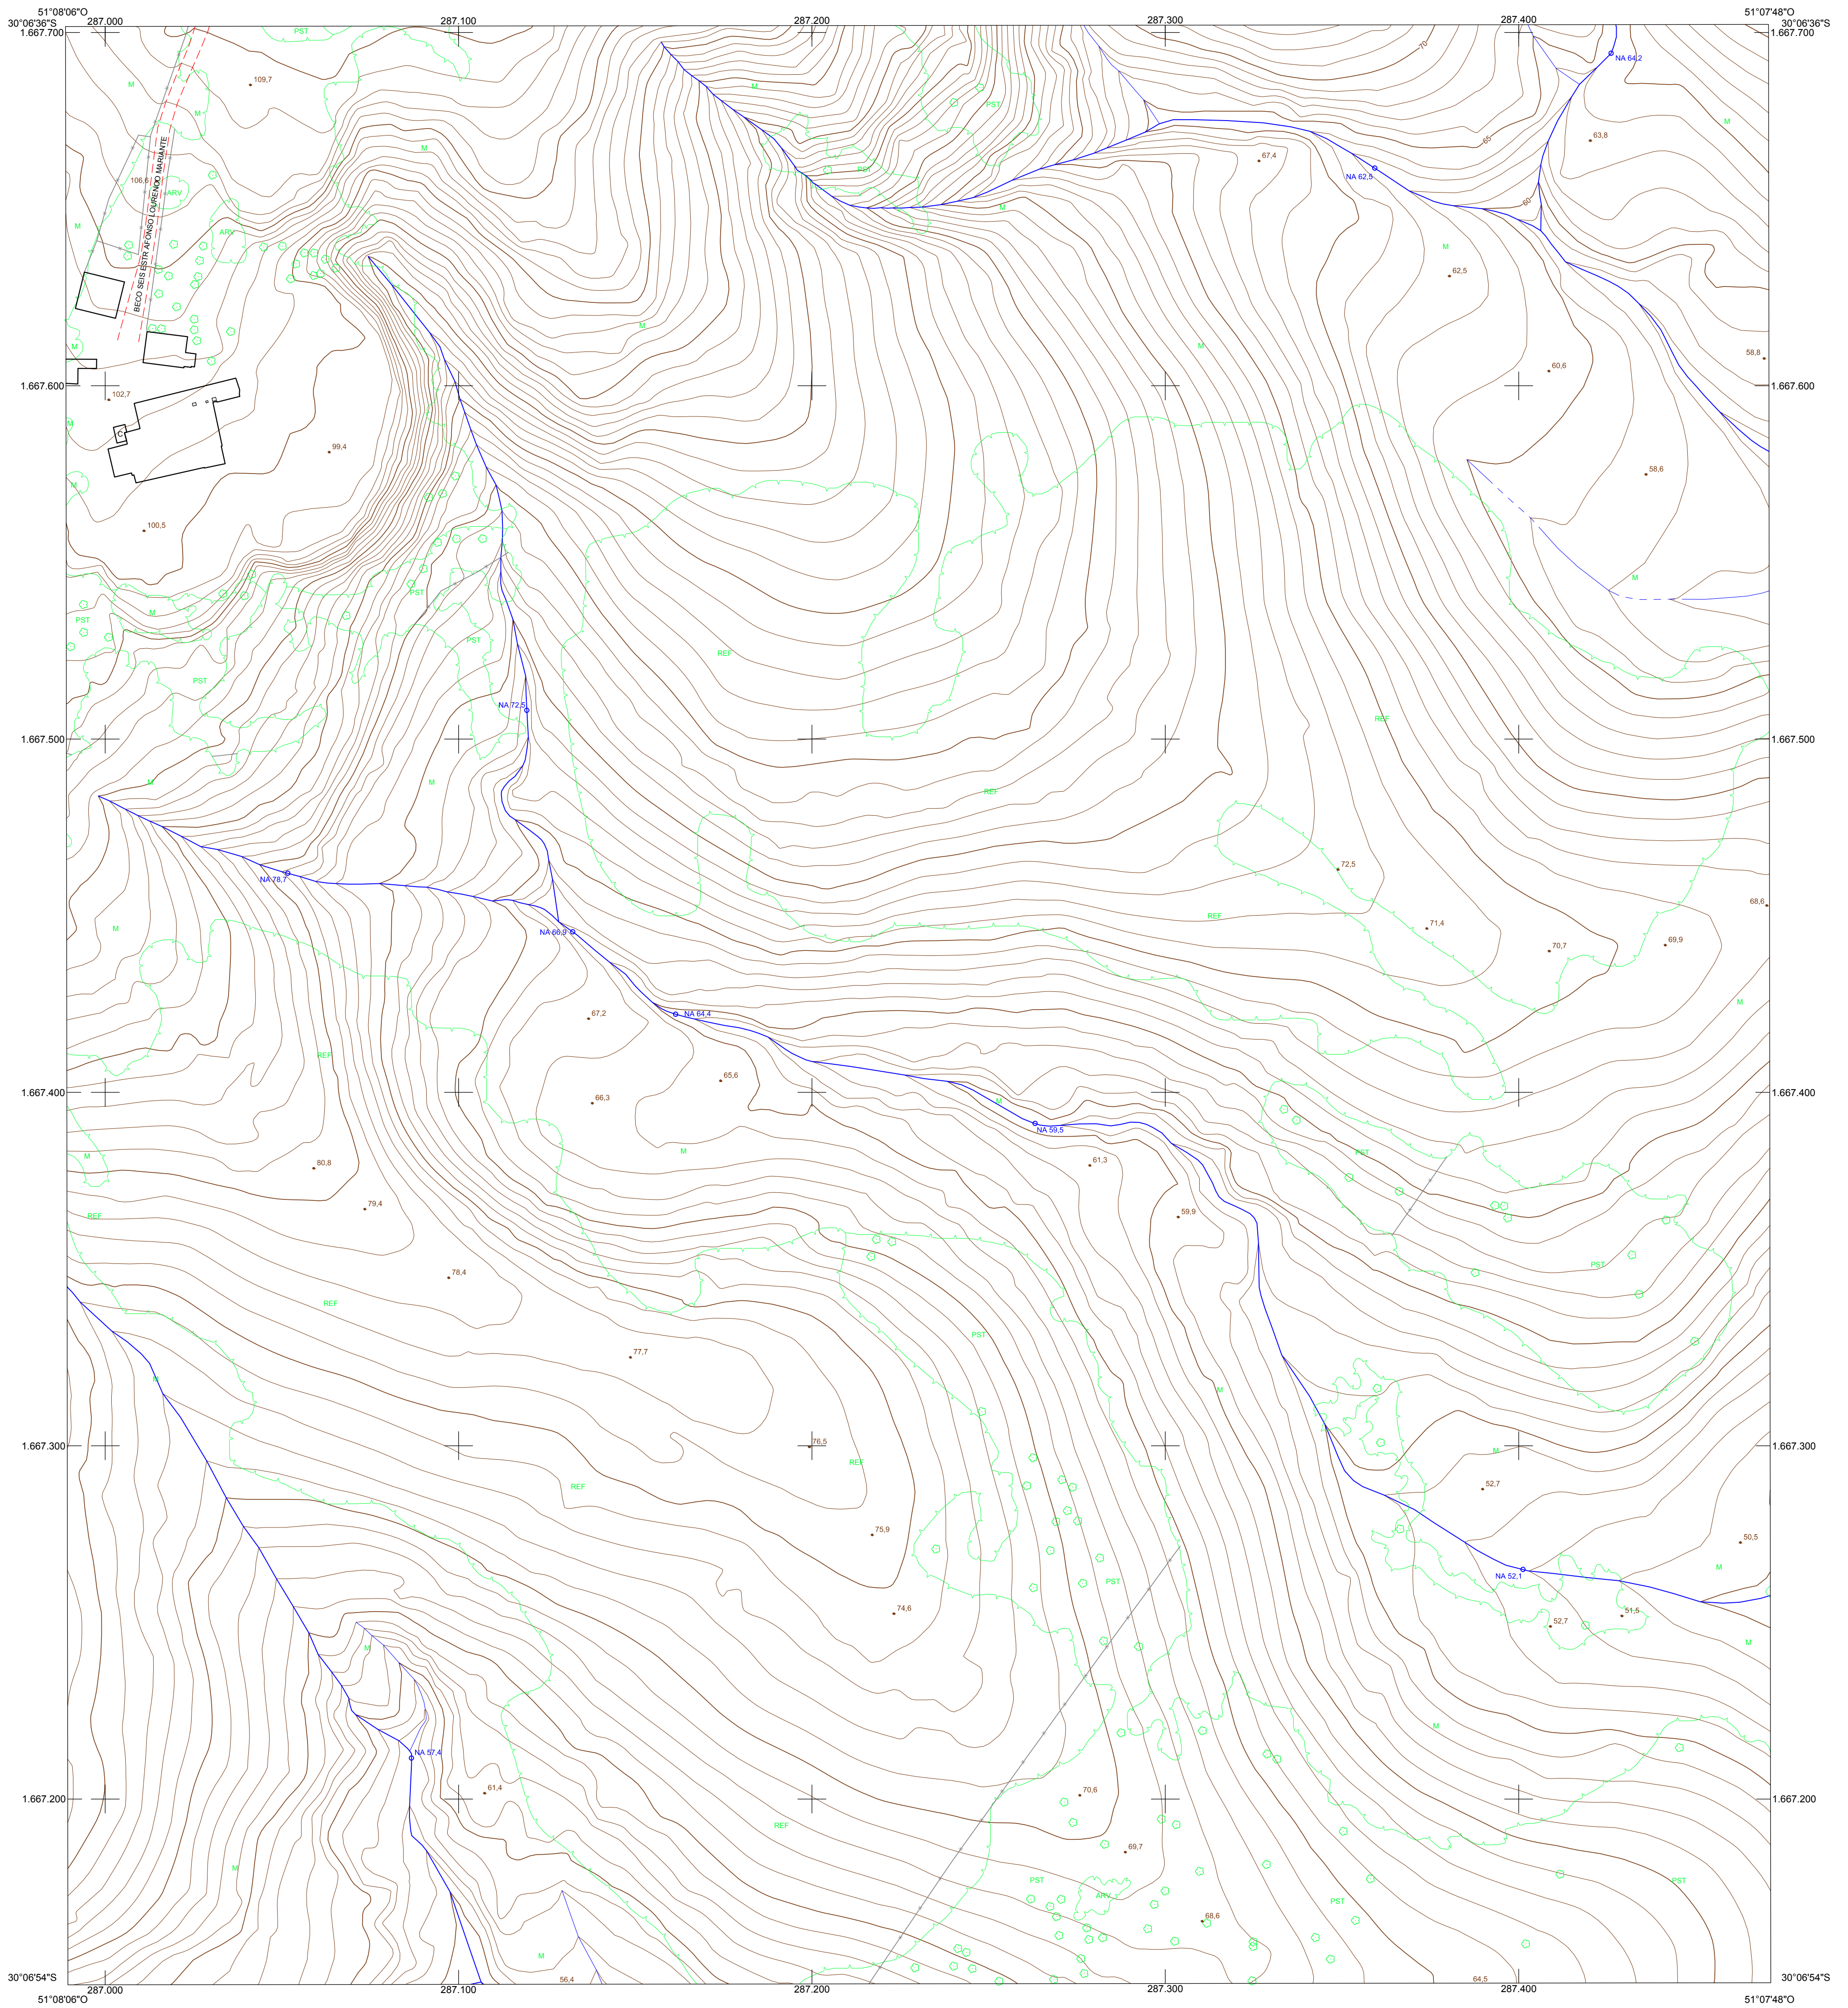 51°08'06"O
287.000
287.100
287.200
287.300
287.400
51°07'48"O
30°06'36"S
30°06'36"S
1.667.700
1.667.700
PST
70
NA 64,2
109,7
M
M
PST
M
M
M
65
63,8
BECO SEIS ESTR AFONSO LOURENDO MARIANTE
67,4
PST
NA 62,5
106,6
ARV
60
M
M
ARV
M
62,5
M
M
M
58,8
1.667.600
1.667.600
60,6
102,7
M
C
99,4
58,6
M
100,5
M
PST
M
PST
PST
REF
PST
NA 72,5
REF
1.667.500
1.667.500
M
M
REF
72,5
NA 78,7
68,6
REF
M
71,4
NA 66,9
69,9
70,7
M
67,2
NA 64,4
REF
65,6
1.667.400
1.667.400
66,3
M
NA 59,5
M
PST
M
61,3
80,8
79,4
REF
59,9
PST
78,4
REF
PST
77,7
M
M
1.667.300
1.667.300
76,5
M
REF
REF
52,7
75,9
50,5
M
NA 52,1
PST
74,6
51,5
52,7
M
M
M
NA 57,4
61,4
70,6
1.667.200
1.667.200
REF
69,7
M
PST
PST
ARV
PST
68,6
M
56,4
64,5
30°06'54"S
30°06'54"S
287.000
287.100
287.200
287.300
287.400
51°08'06"O
51°07'48"O